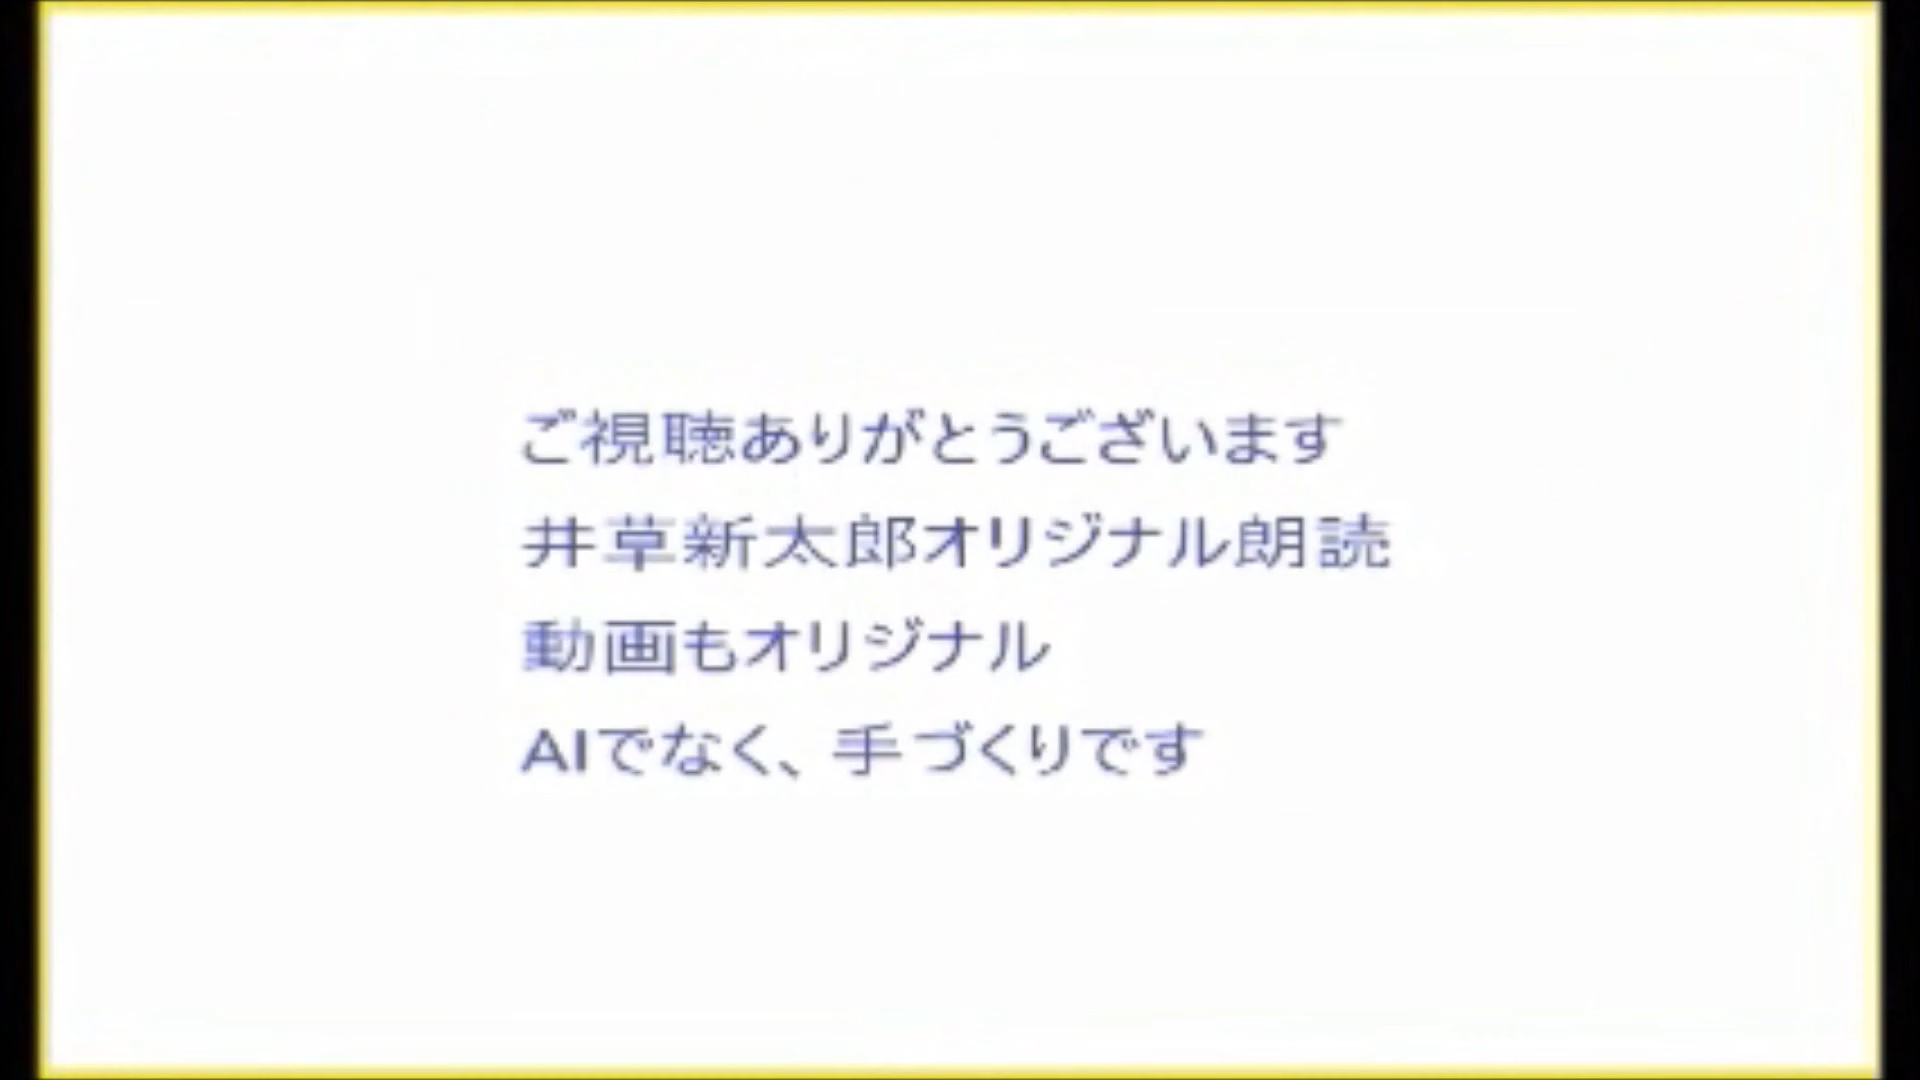 ご視聴ありがとうございます
井草新太郎オリジナル朗読
動画もオリジナル
AIでなく、手づくりです